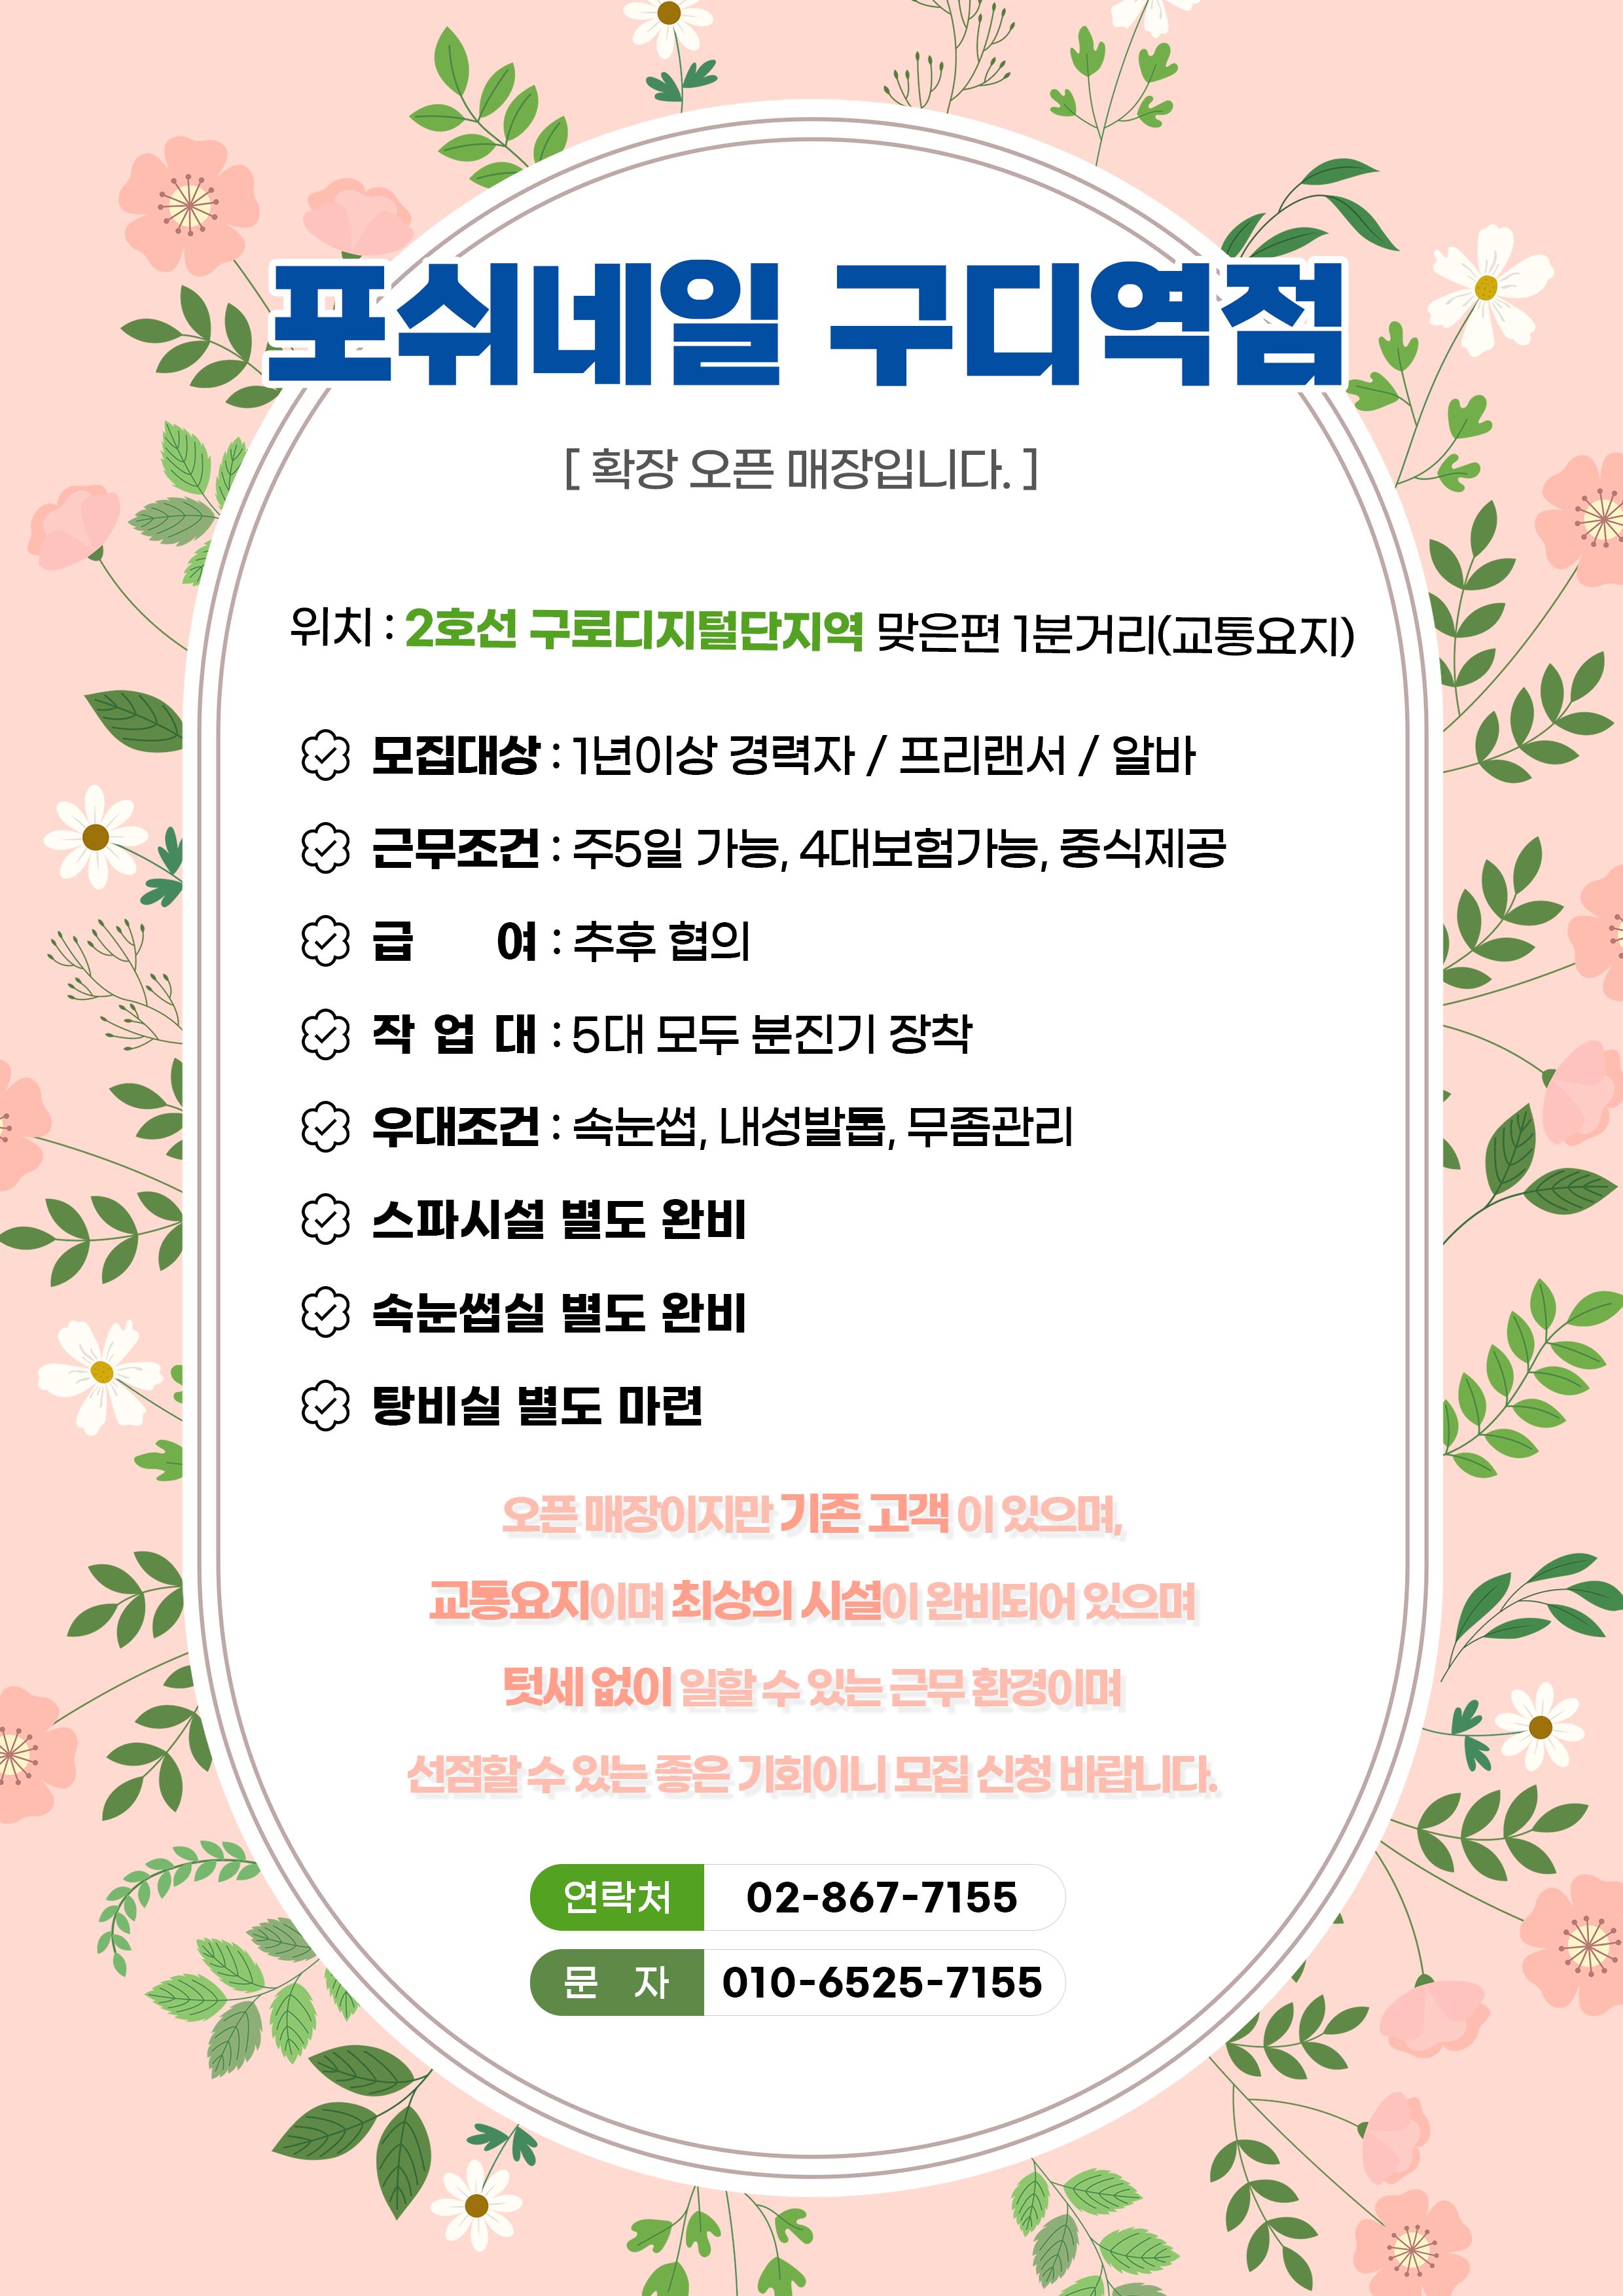 포쉬네일 구디역점
[ 확장 오픈 매장입니다. ]
위치 : 2호선 구로디지털단지역 맞은편 1분거리(교통요지)
모집대상 : 1년이상 경력자 / 프리랜서 / 알바
근무조건 : 주5일 가능, 4대보험가능, 중식제공
급 여 : 추후 협의
작 업 대 : 5대 모두 분진기 장착
우대조건 : 속눈썹, 내성발톱, 무좀관리
스파시설 별도 완비
속눈썹실 별도 완비
탕비실 별도 마련
오픈 매장이지만 기존 고객 이 있으며,
교통요지이며 최상의 시설이 완비되어 있으며
텃세 없이 일할 수 있는 근무 환경이며
선점할 수 있는 좋은 기회이니 모집 신청 바랍니다.
연락처 02-867-7155
문 자 010-6525-7155